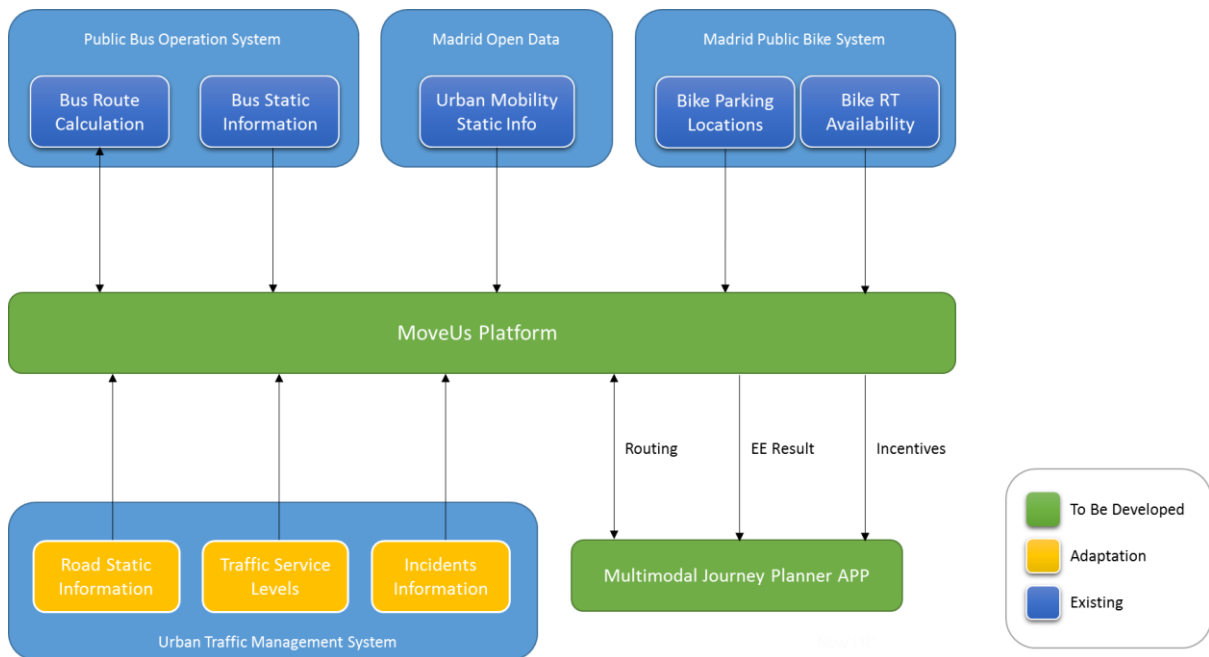 Public Bus Operation System
Madrid Open Data
Madrid Public Bike System
Bus Route
Calculation
Bus Static
Information
Urban Mobility
Static Info
Bike Parking
Locations
Bike RT
Availability
MoveUs Platform
Routing
EE Result
Incentives
Road Static
Information
Traffic Service
Levels
Incidents
Information
Urban Traffic Management System
Multimodal Journey Planner APP
To Be Developed
Adaptation
Existing